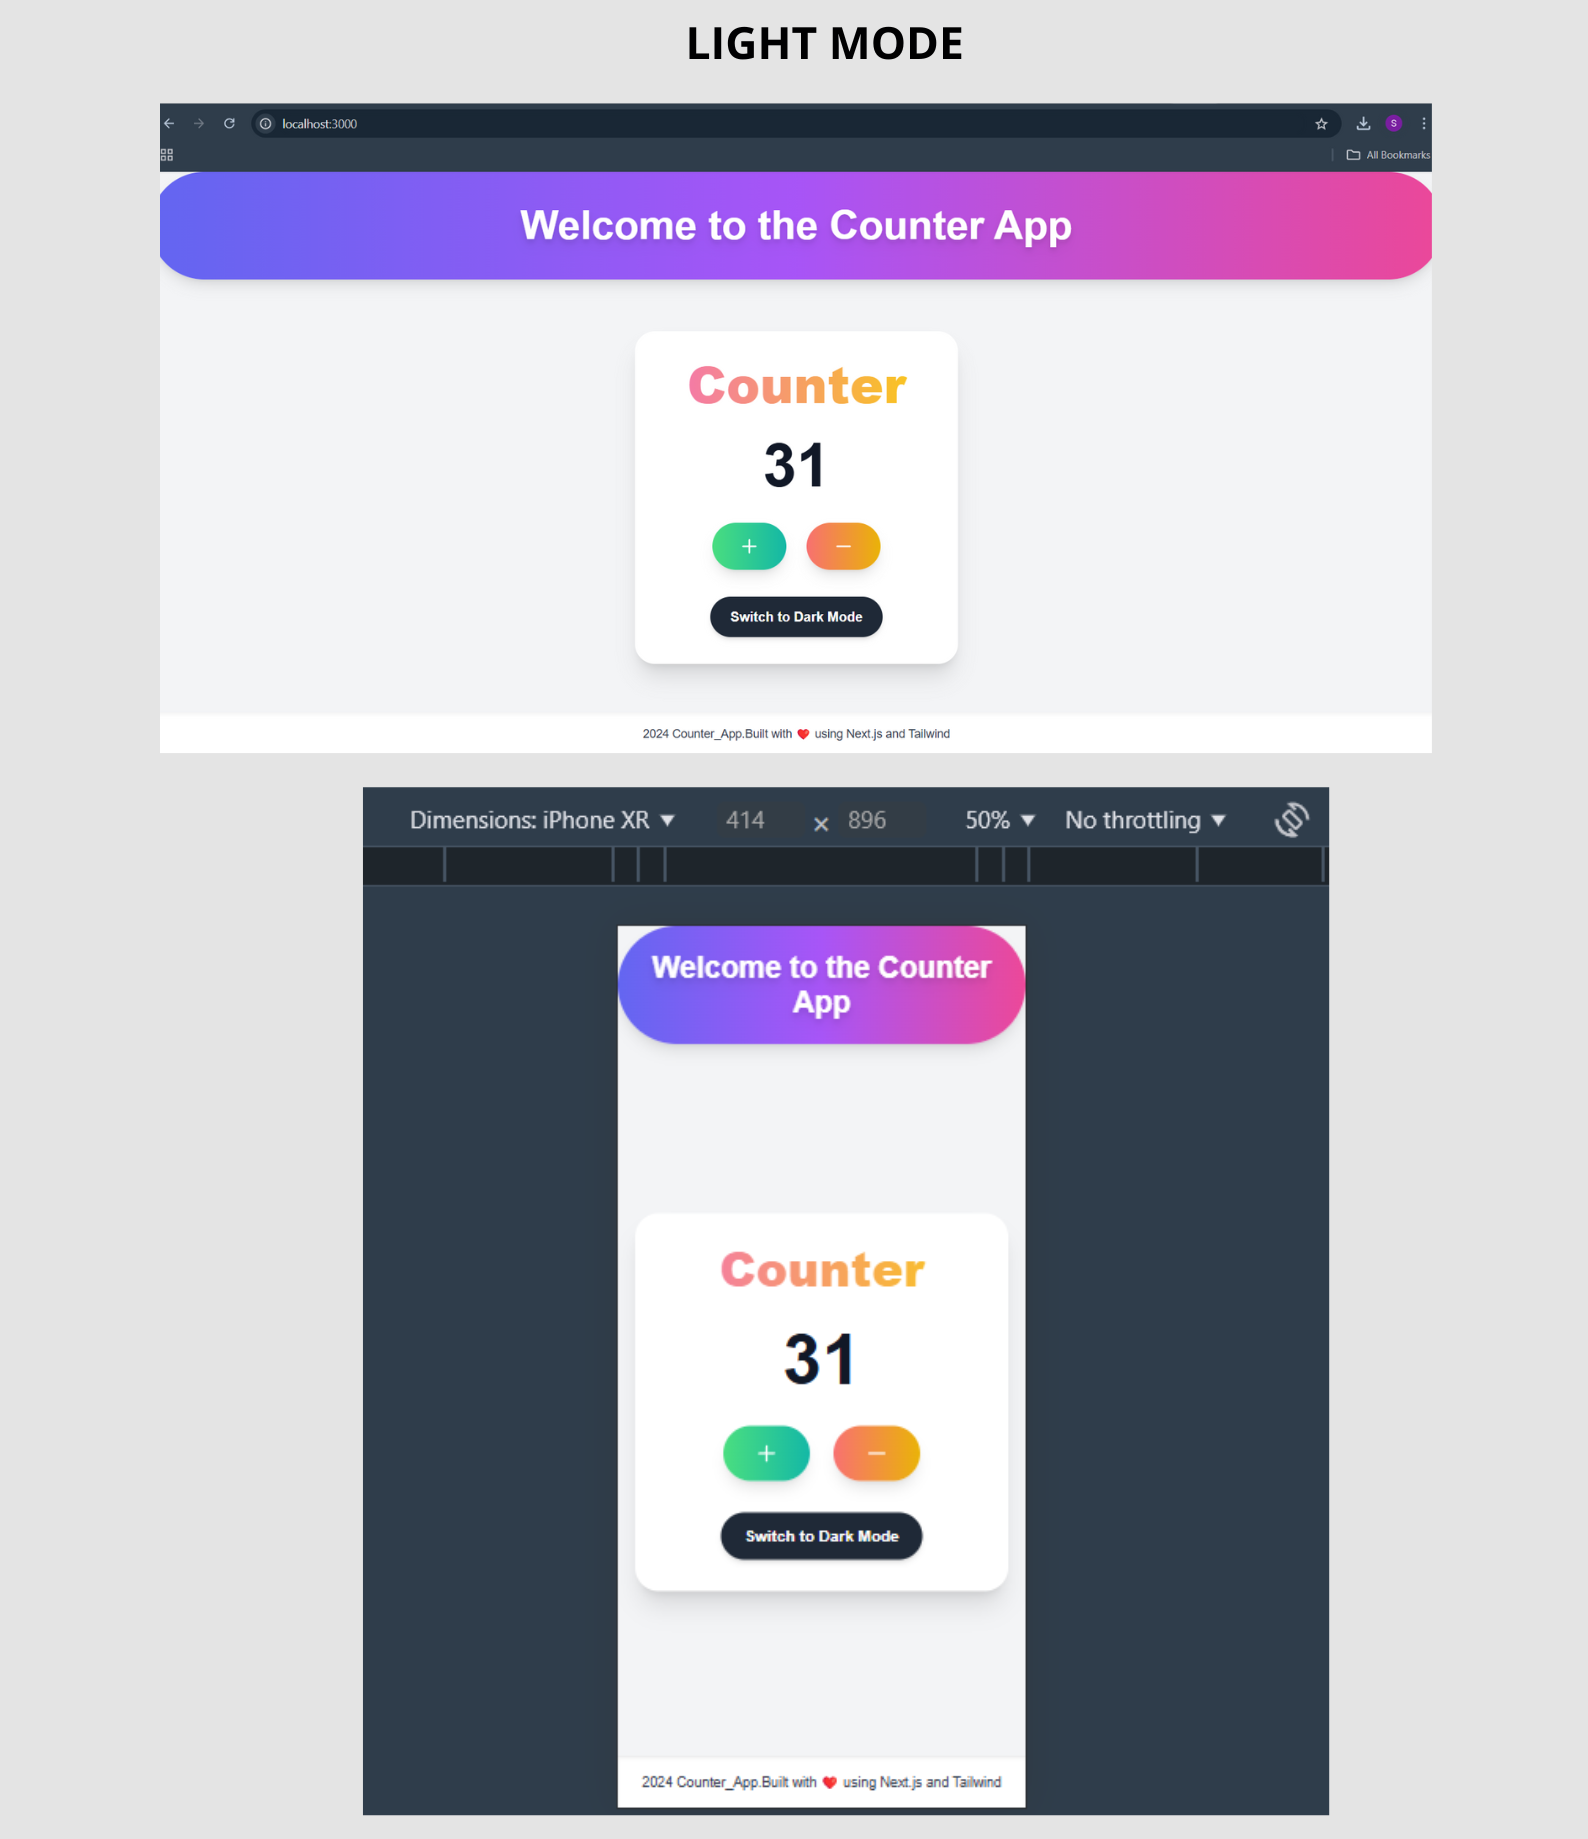 LIGHT MODE
localhost:3000
S
All Bookmarks
Welcome to the Counter App
Counter
31
+
−
Switch to Dark Mode
2024 Counter_App.Built with ❤️ using Next.js and Tailwind
Dimensions: iPhone XR ▼ 414 × 896 50% ▼ No throttling ▼
Welcome to the Counter
App
Counter
31
+
−
Switch to Dark Mode
2024 Counter_App.Built with ❤️ using Next.js and Tailwind